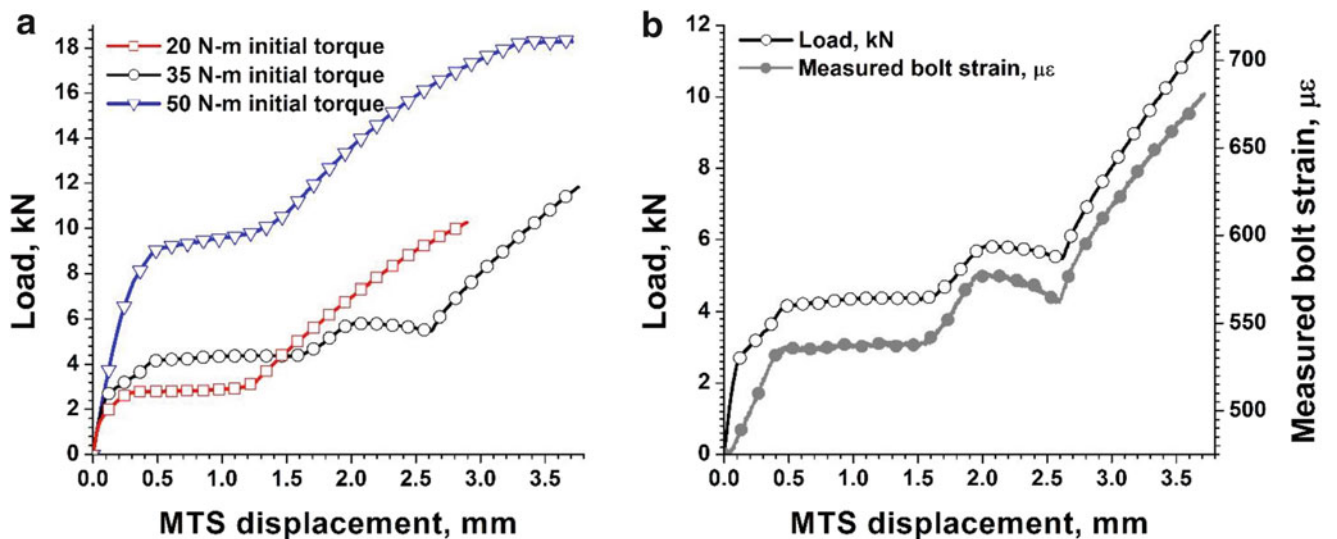 a
20 N-m initial torque
35 N-m initial torque
50 N-m initial torque
Load, kN
18
16
14
12
10
8
6
4
2
0
0.0 0.5 1.0 1.5 2.0 2.5 3.0 3.5
MTS displacement, mm
b
Load, kN
Measured bolt strain, με
Load, kN
12
10
8
6
4
2
0
0.0 0.5 1.0 1.5 2.0 2.5 3.0 3.5
MTS displacement, mm
700
650
600
550
500
Measured bolt strain, με